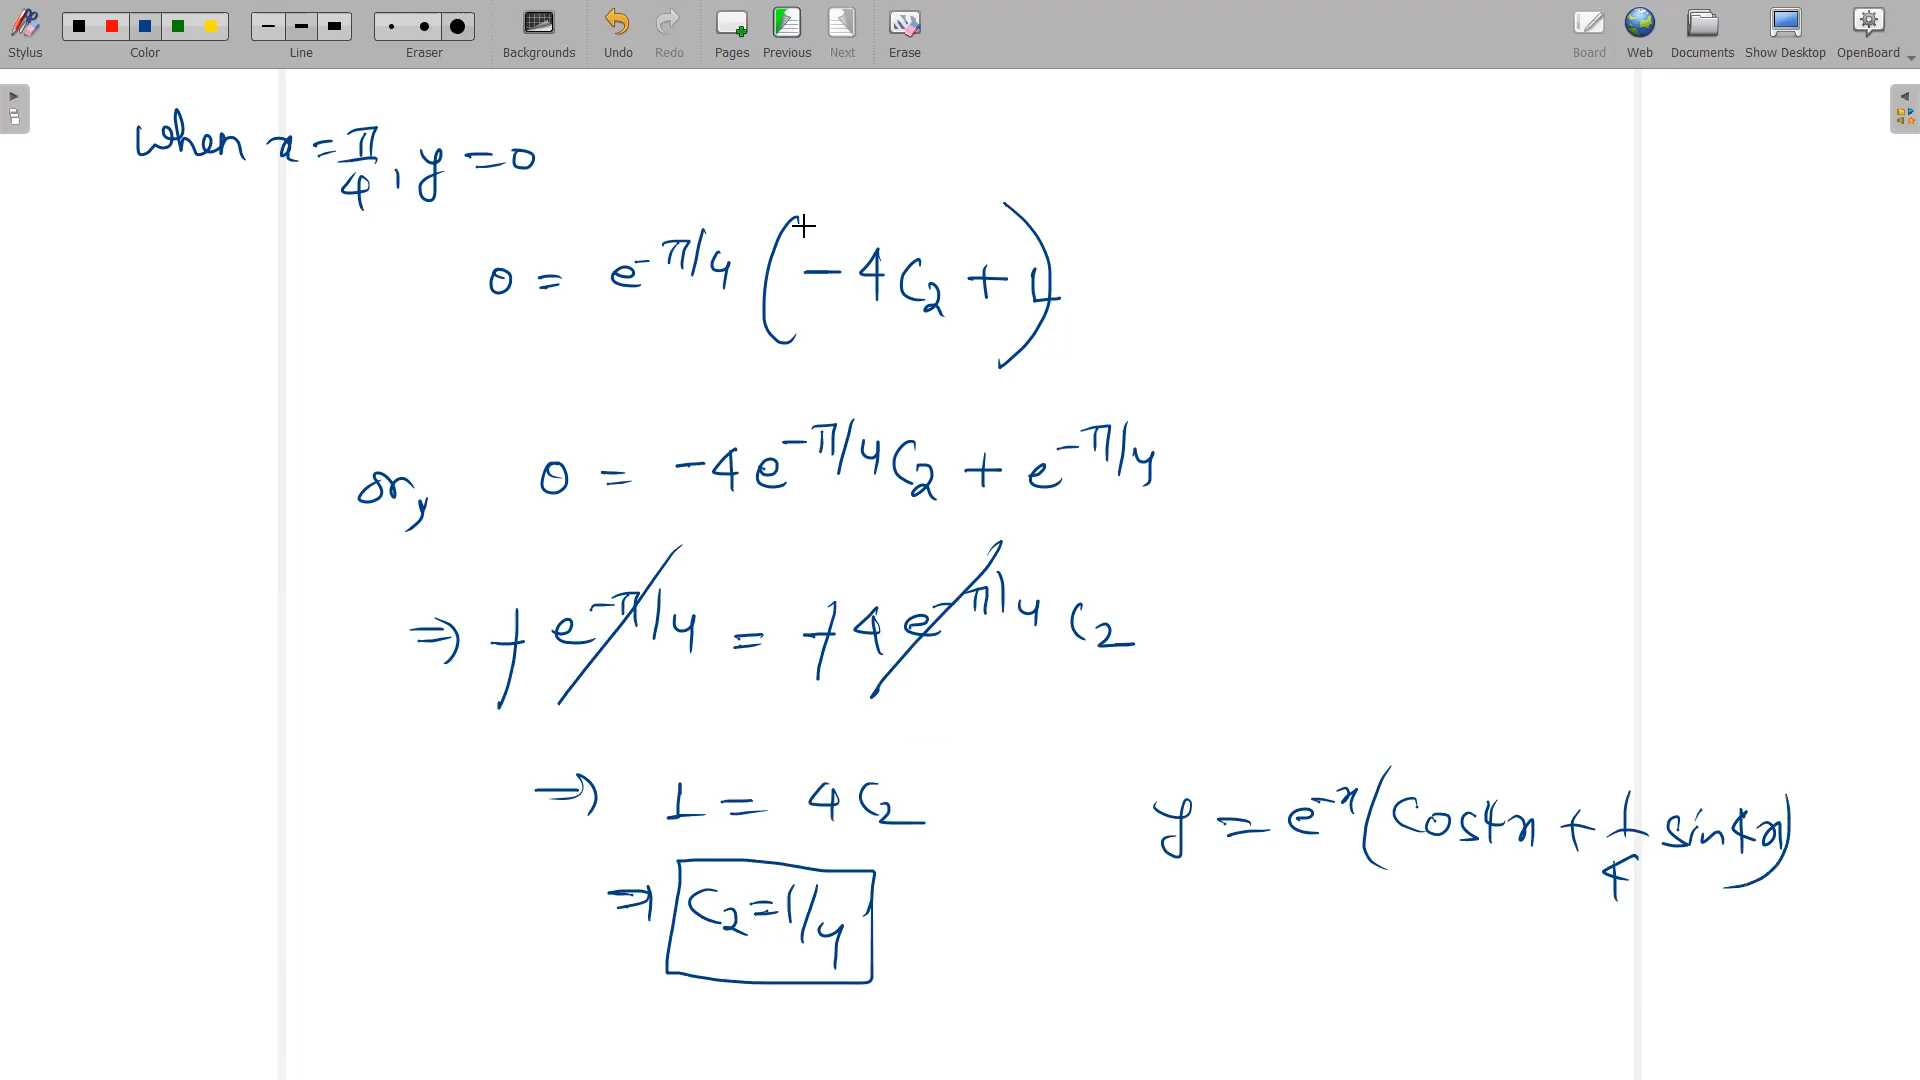 Stylus Color Line Eraser Backgrounds Undo Redo Pages Previous Next Erase Board Web Documents Show Desktop OpenBoard
when x = π/4, y = 0
0 = e^-π/4 (-4C₂ + 1)
or, 0 = -4e^-π/4 C₂ + e^-π/4
⇒ -e^-π/4 = -4e^-π/4 C₂
⇒ 1 = 4C₂
y = e^-x (cos4x + 1/4 sin4x)
⇒ C₂ = 1/4